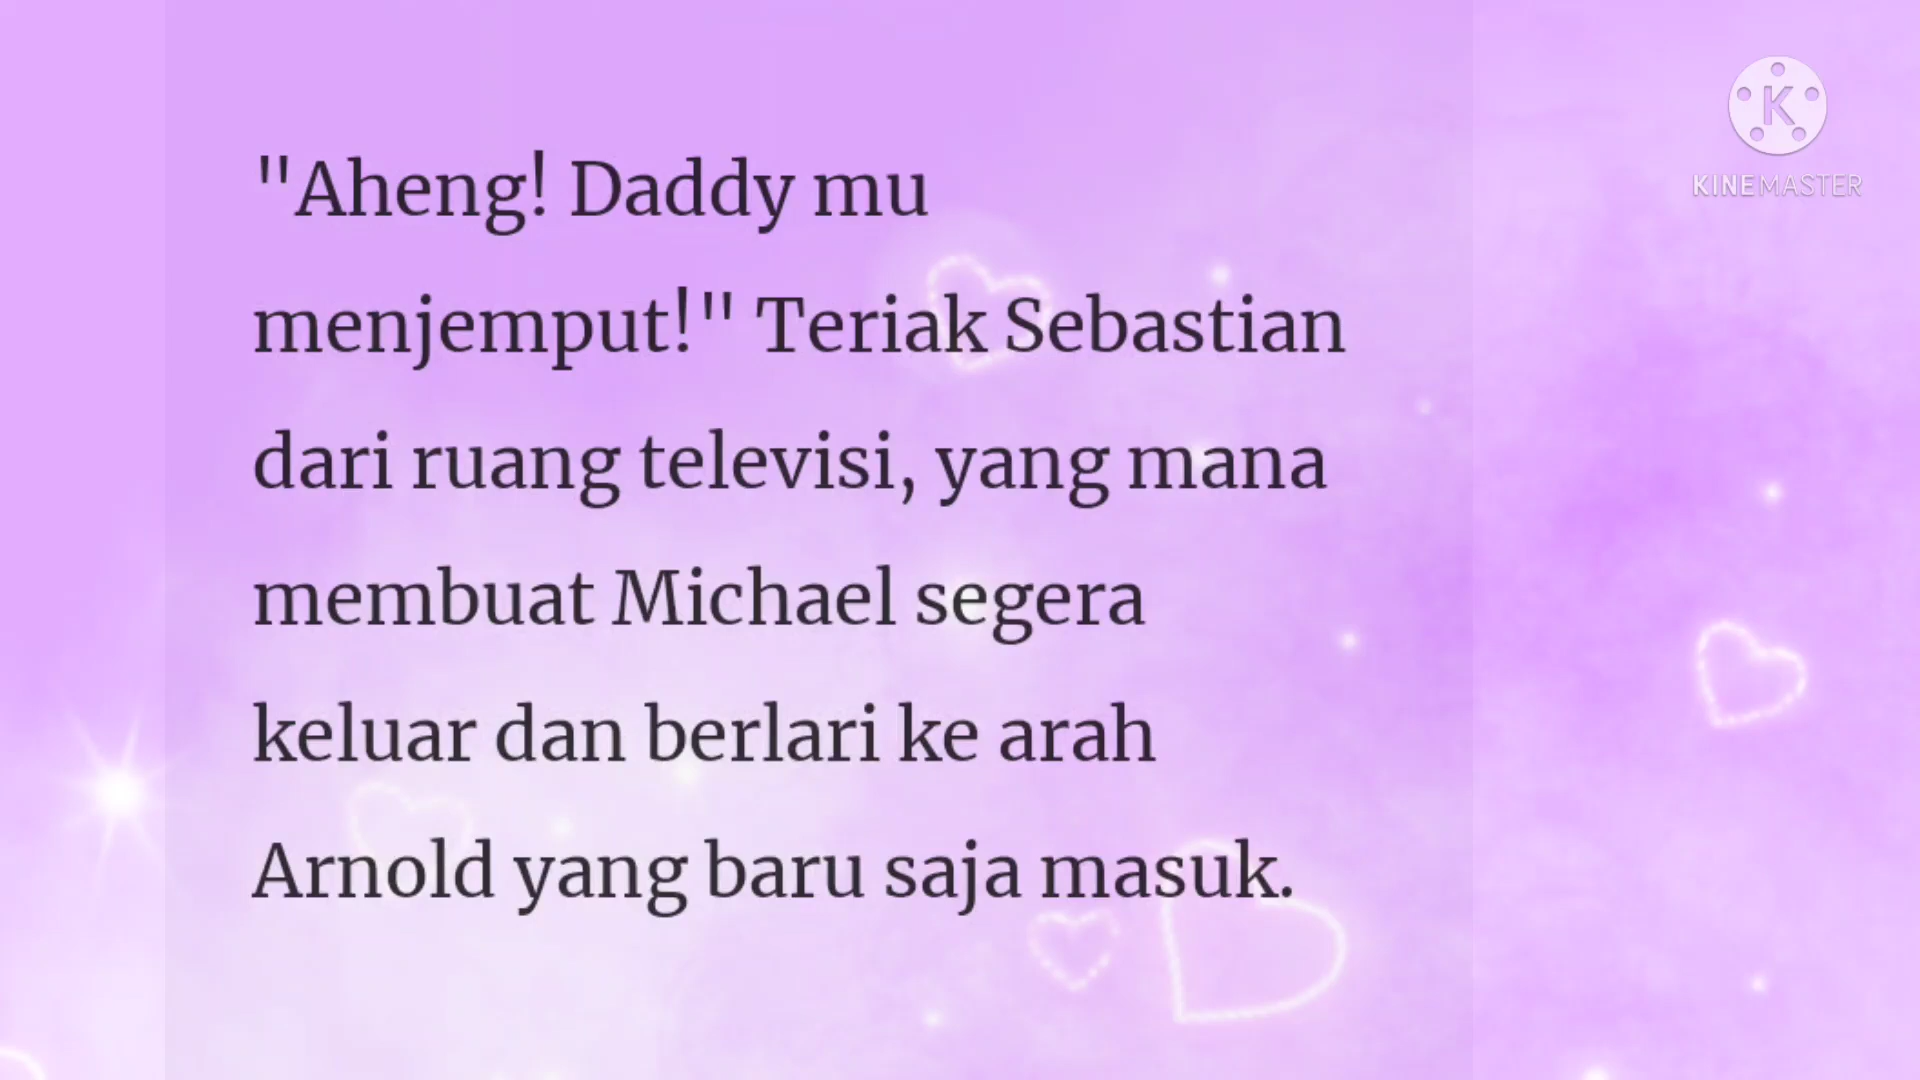 "Aheng! Daddy mu
menjemput!" Teriak Sebastian
dari ruang televisi, yang mana
membuat Michael segera
keluar dan berlari ke arah
Arnold yang baru saja masuk.
K
KINEMASTER